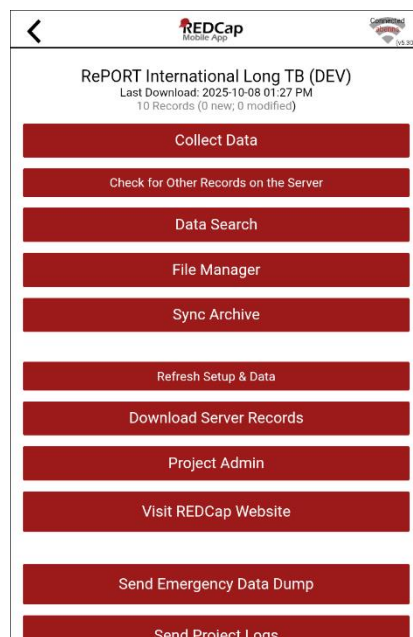 REDCap
Mobile App
Connected
[v5.30
RePORT International Long TB (DEV)
Last Download: 2025-10-08 01:27 PM
10 Records (0 new; 0 modified)
Collect Data
Check for Other Records on the Server
Data Search
File Manager
Sync Archive
Refresh Setup & Data
Download Server Records
Project Admin
Visit REDCap Website
Send Emergency Data Dump
Send Project Logs